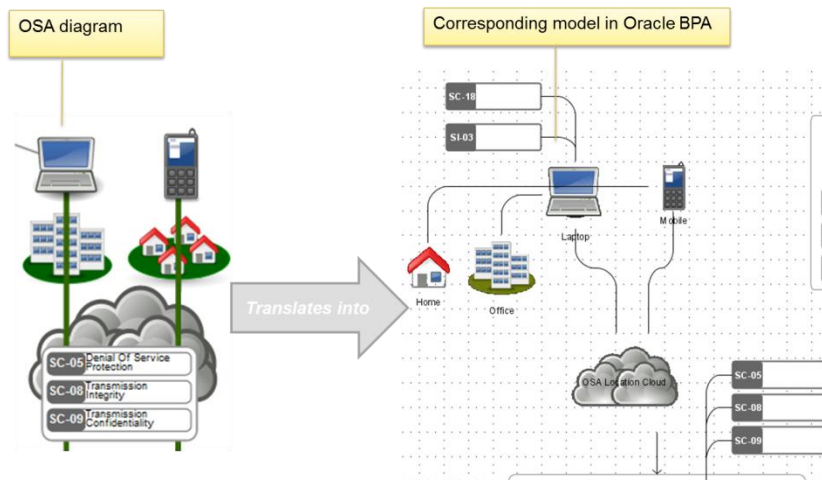 OSA diagram
Corresponding model in Oracle BPA
SC-18
SI-03
Laptop
Mobile
Home
Office
Translates into
SC-05 Denial Of Service
Protection
SC-08 Transmission
Integrity
SC-09 Transmission
Confidentiality
OSA Location Cloud
SC-05
SC-08
SC-09